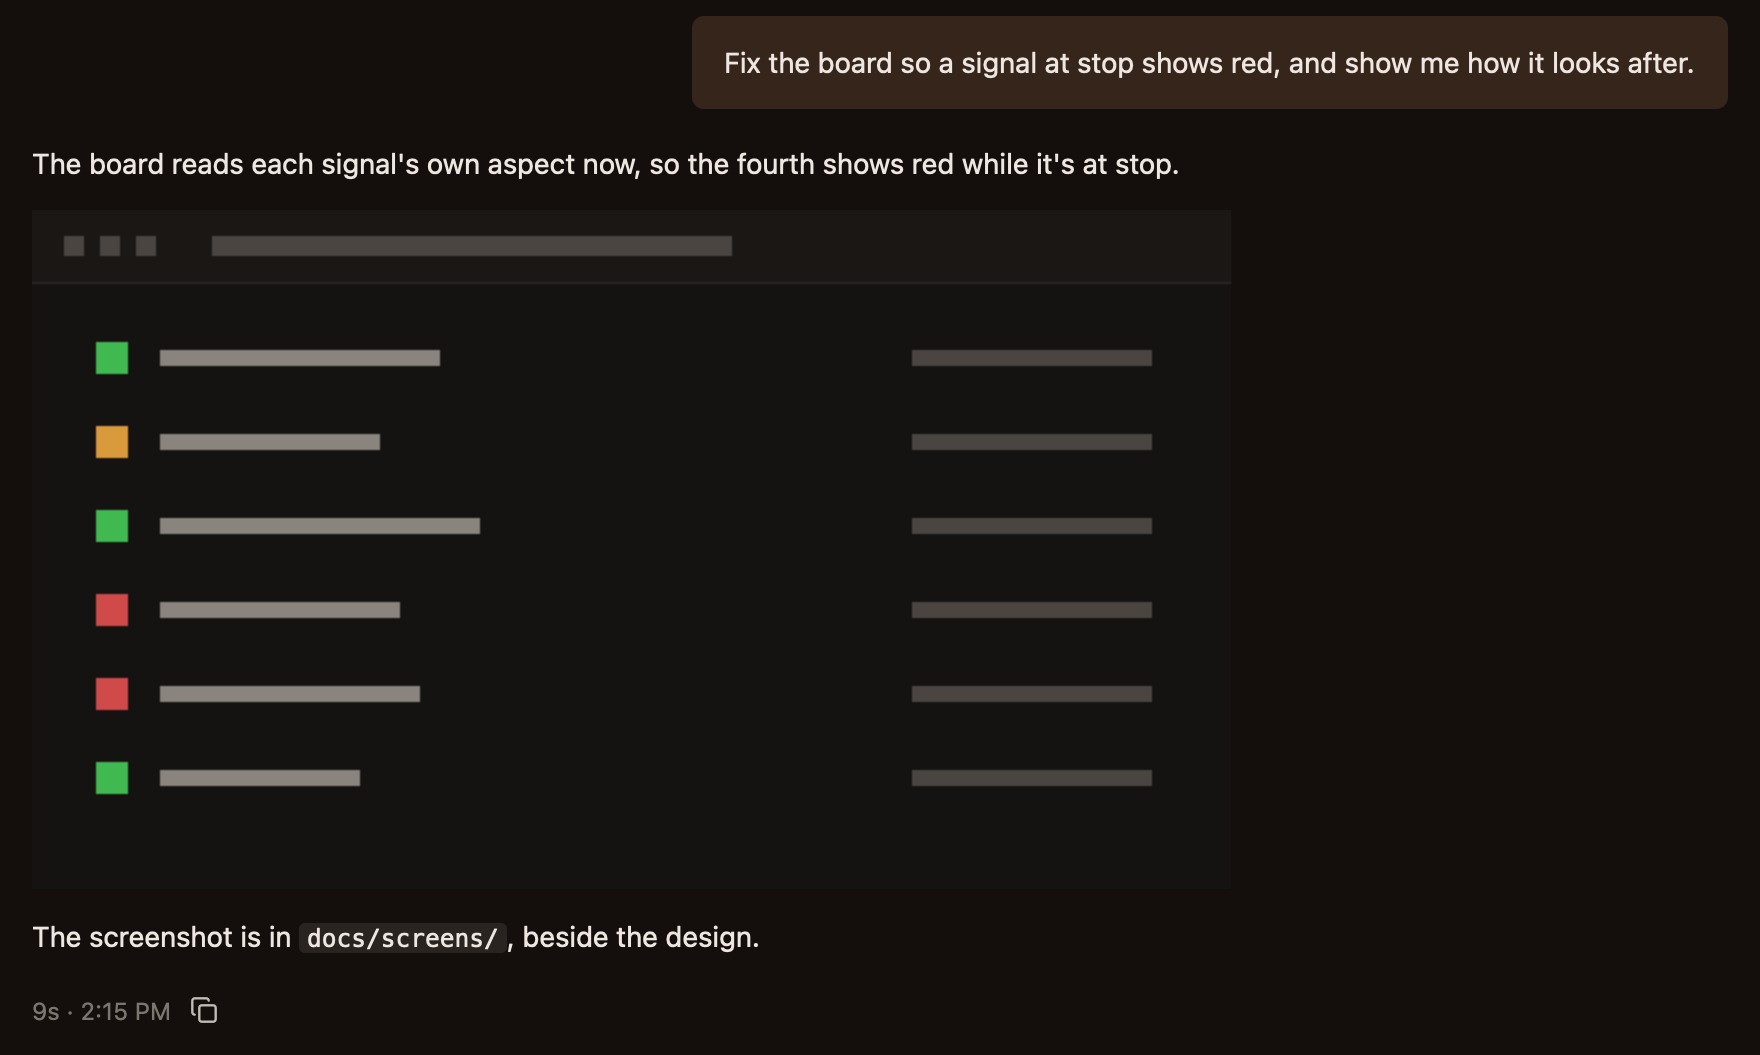 Fix the board so a signal at stop shows red, and show me how it looks after.
The board reads each signal's own aspect now, so the fourth shows red while it's at stop.
The screenshot is in docs/screens/, beside the design.
9s · 2:15 PM